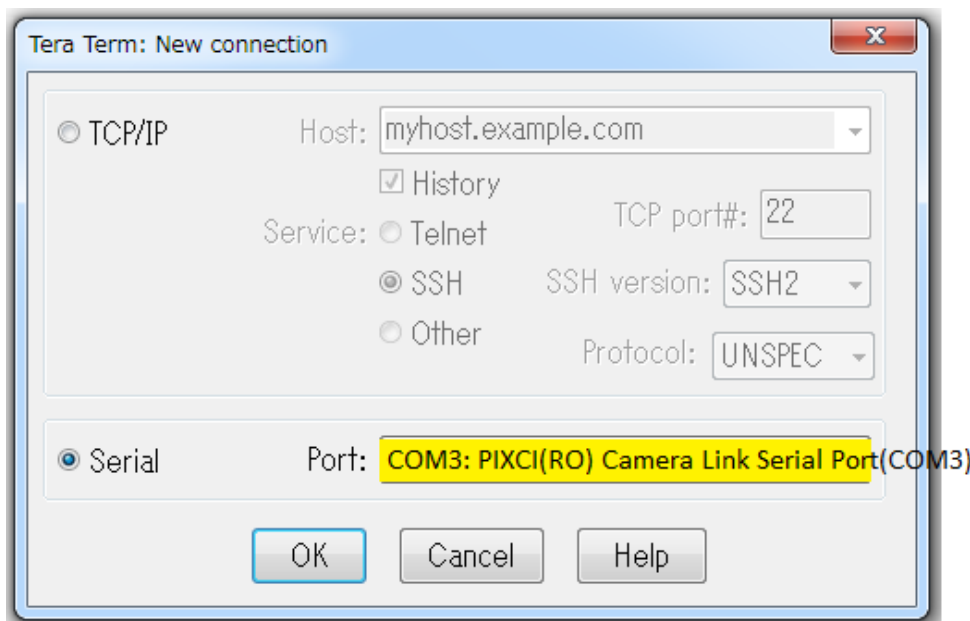 Tera Term: New connection
TCP/IP
Host: myhost.example.com
History
Service: Telnet
TCP port#: 22
SSH
SSH version: SSH2
Other
Protocol: UNSPEC
Serial
Port: COM3: PIXCI(RO) Camera Link Serial Port(COM3)
OK
Cancel
Help